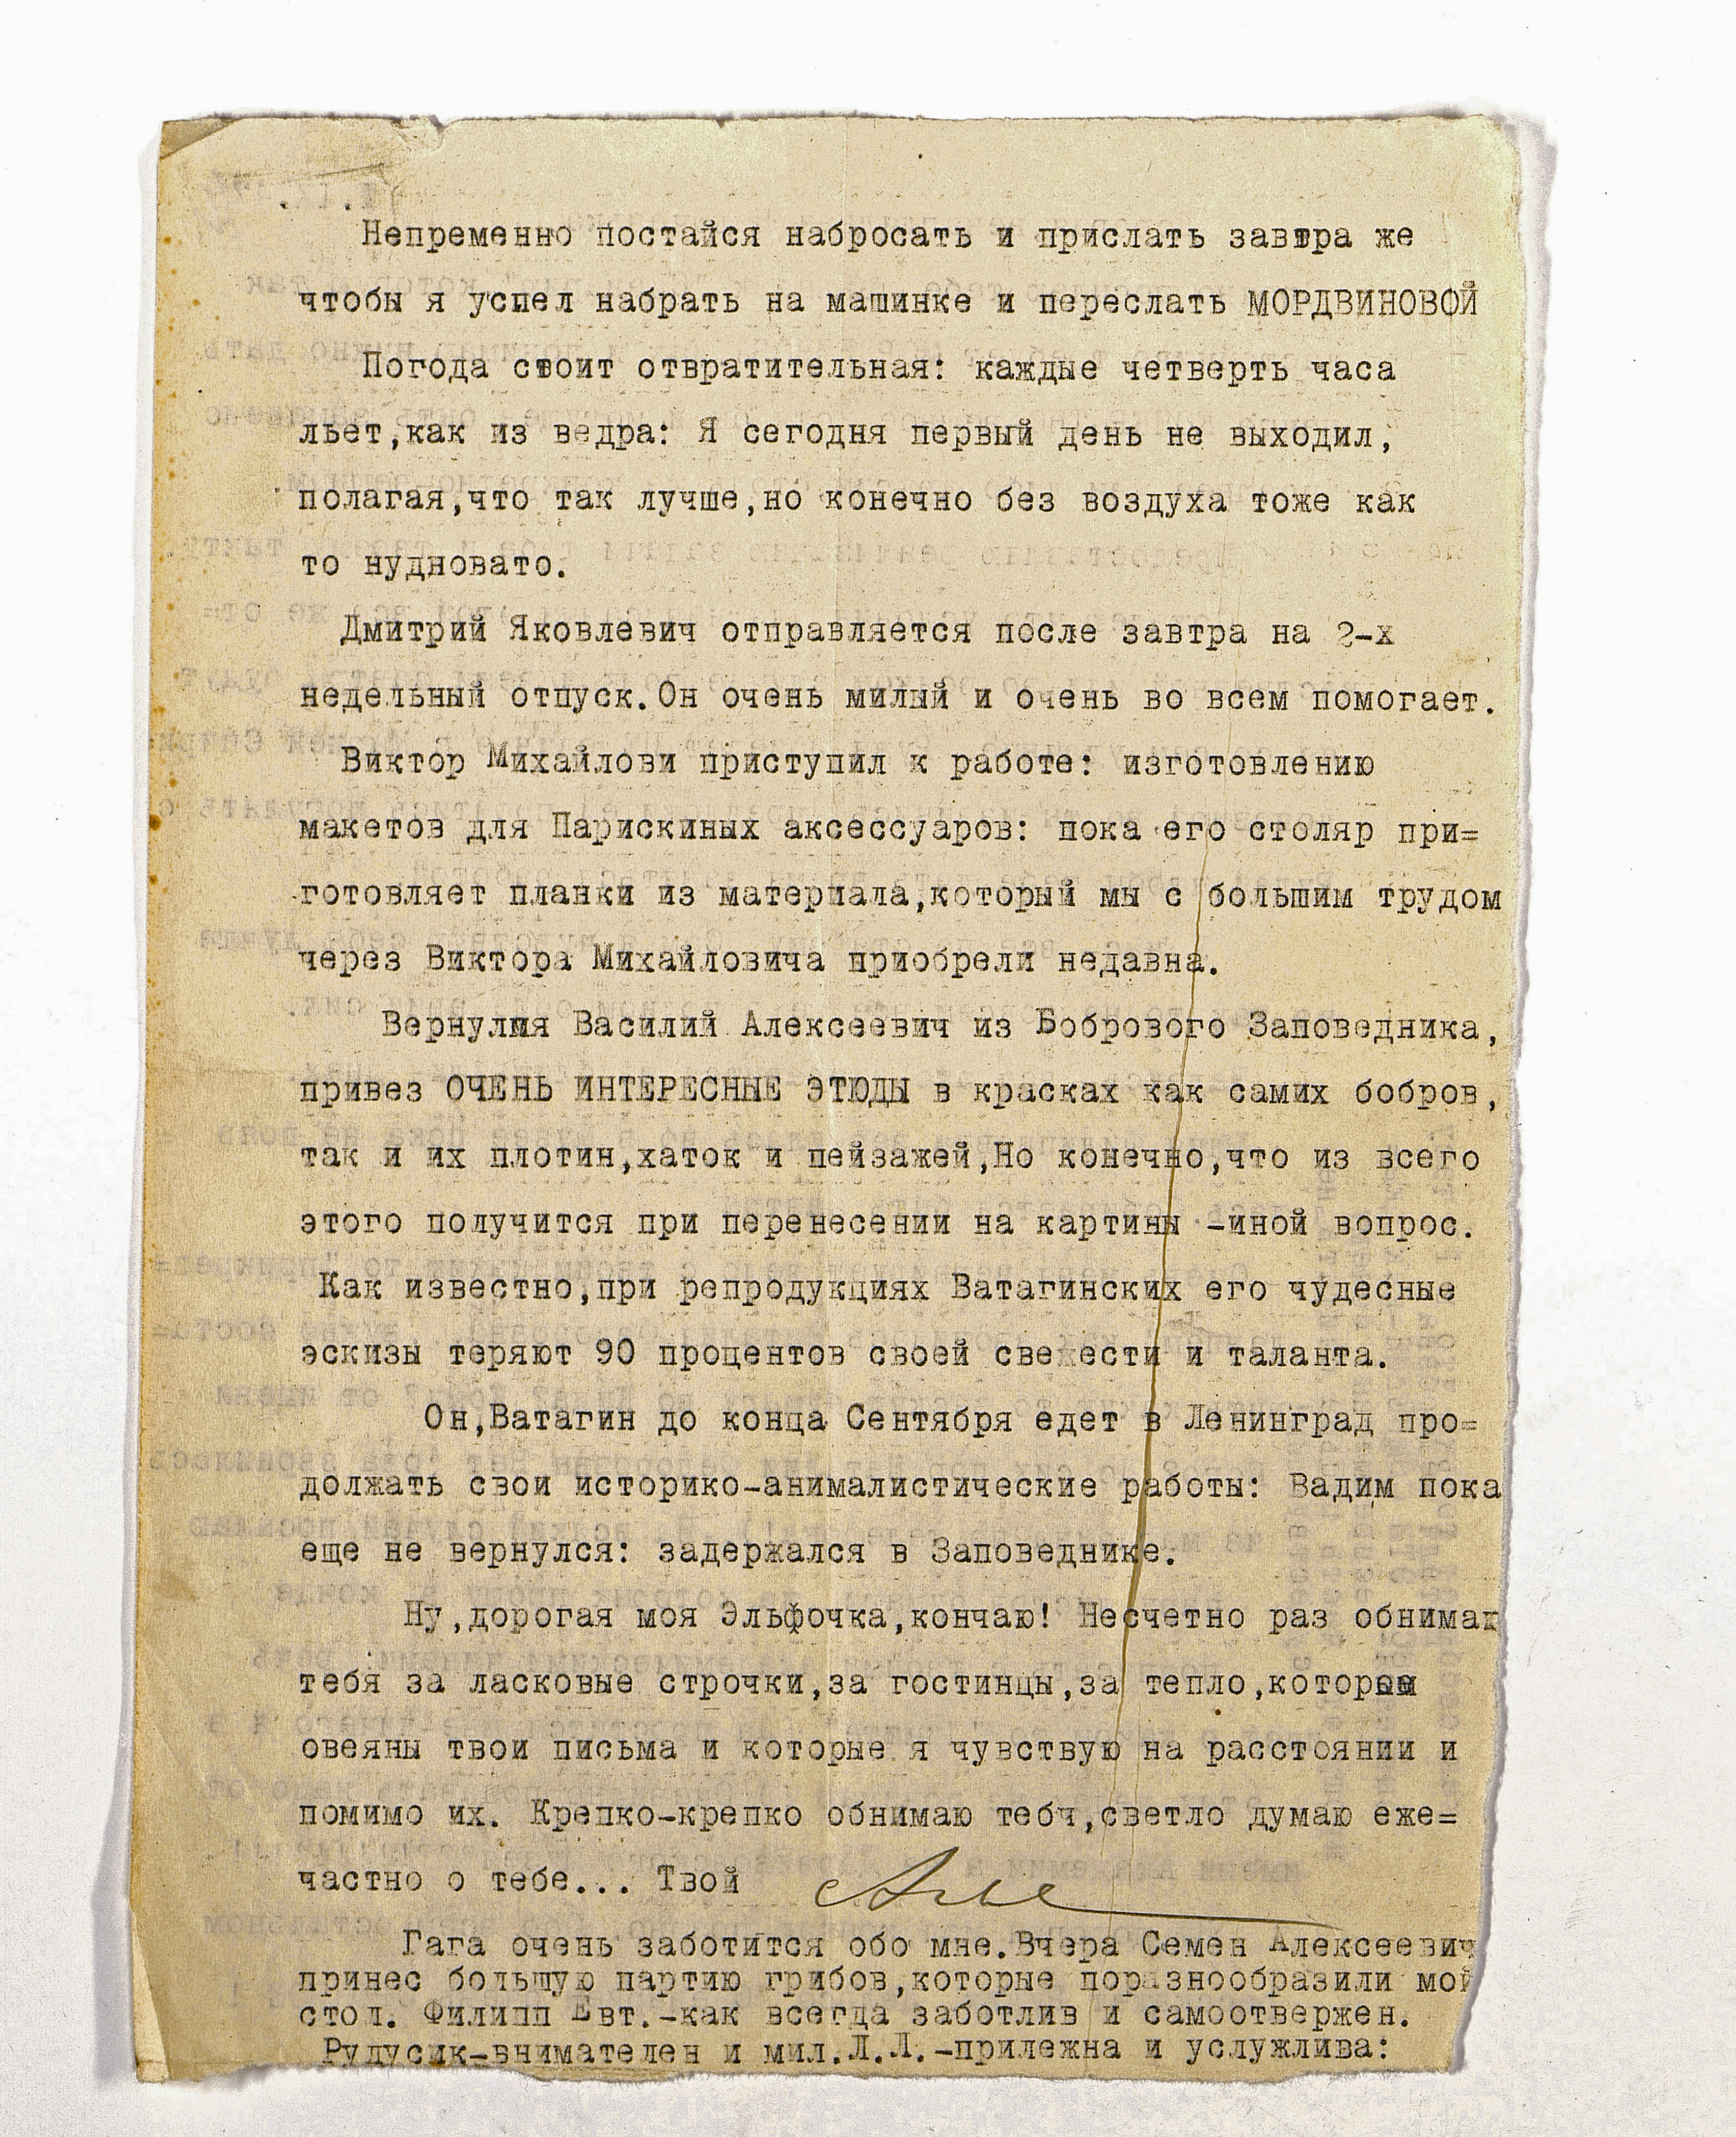 Непременно постайся набросать и прислать завтра же
чтобы я успел набрать на машинке и переслать МОРДВИНОВОЙ
Погода стоит отвратительная: каждые четверть часа
льет,как из ведра: Я сегодня первый день не выходил,
полагая,что так лучше,но конечно без воздуха тоже как
то нудновато.
Дмитрий Яковлевич отправляется после завтра на 2-х
недельный отпуск.Он очень милый и очень во всем помогает.
Виктор Михайлови приступил к работе: изготовлению
макетов для Парискиных аксессуаров: пока его столяр при=
готовляет планки из материала,который мы с большим трудом
через Виктора Михайловича приобрели недавна.
Вернулия Василий Алексеевич из Бобрового Заповедника,
привез ОЧЕНЬ ИНТЕРЕСНЫЕ ЭТЮДЫ в красках как самих бобров,
так и их плотин,хаток и пейзажей,Но конечно,что из всего
этого получится при перенесении на картины -иной вопрос.
Как известно,при репродукциях Ватагинских его чудесные
эскизы теряют 90 процентов своей свежести и таланта.
Он,Ватагин до конца Сентября едет в Ленинград про=
должать свои историко-анималистические работы: Вадим пока
еще не вернулся: задержался в Заповеднике.
Ну,дорогая моя Эльфочка,кончаю! Несчетно раз обнимаю
тебя за ласковые строчки,за гостинцы,за тепло,которым
овеяны твои письма и которые я чувствую на расстоянии и
помимо их. Крепко-крепко обнимаю тебч,светло думаю еже=
частно о тебе... Твой
Гага очень заботится обо мне.Вчера Семен Алексеевич
принес большую партию грибов,которые поразнообразили мой
стол. Филипп Евт.-как всегда заботлив и самоотвержен.
Рудусик-внимателен и мил.Л.Л.-прилежна и услужлива: